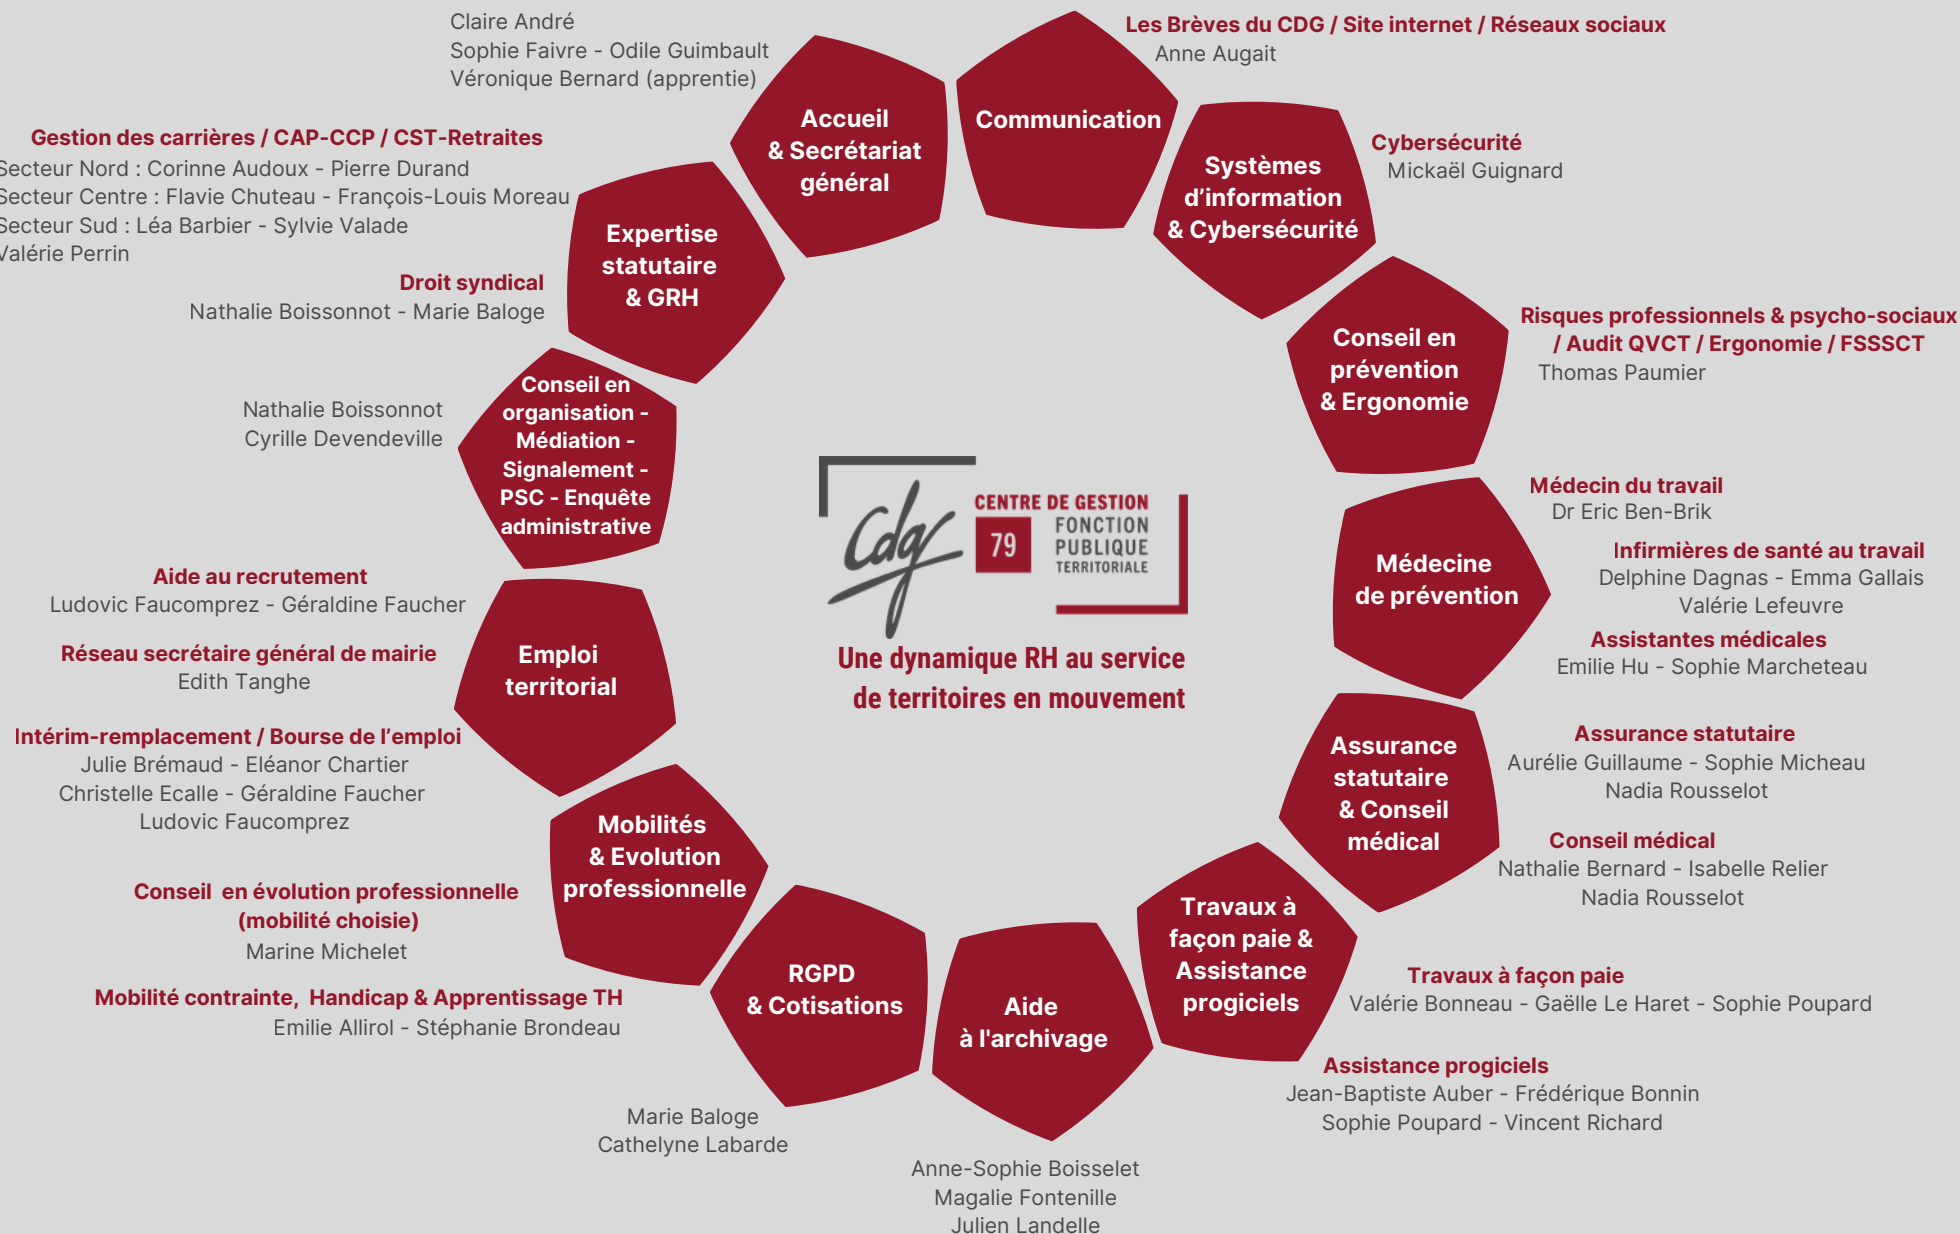 Claire André
Sophie Faivre - Odile Guimbault
Véronique Bernard (apprentie)
Accueil
& Secrétariat
général
Les Brèves du CDG / Site internet / Réseaux sociaux
Anne Augait
Communication
Cybersécurité
Mickaël Guignard
Systèmes
d'information
& Cybersécurité
Risques professionnels & psycho-sociaux
/ Audit QVCT / Ergonomie / FSSSCT
Thomas Paumier
Conseil en
prévention
& Ergonomie
Médecin du travail
Dr Eric Ben-Brik
Infirmières de santé au travail
Delphine Dagnas - Emma Gallais
Valérie Lefeuvre
Assistantes médicales
Emilie Hu - Sophie Marcheteau
Médecine
de prévention
Assurance statutaire
Aurélie Guillaume - Sophie Micheau
Nadia Rousselot
Conseil médical
Nathalie Bernard - Isabelle Relier
Nadia Rousselot
Assurance
statutaire
& Conseil
médical
Travaux à façon paie
Valérie Bonneau - Gaëlle Le Haret - Sophie Poupard
Assistance progiciels
Jean-Baptiste Auber - Frédérique Bonnin
Sophie Poupard - Vincent Richard
Travaux à
façon paie &
Assistance
progiciels
Aide
à l'archivage
Anne-Sophie Boisselet
Magalie Fontenille
Julien Landelle
RGPD
& Cotisations
Marie Baloge
Cathelyne Labarde
Mobilités
& Evolution
professionnelle
Conseil en évolution professionnelle
(mobilité choisie)
Marine Michelet
Mobilité contrainte, Handicap & Apprentissage TH
Emilie Allirol - Stéphanie Brondeau
Emploi
territorial
Aide au recrutement
Ludovic Faucomprez - Géraldine Faucher
Réseau secrétaire général de mairie
Edith Tanghe
Intérim-remplacement / Bourse de l'emploi
Julie Brémaud - Eléanor Chartier
Christelle Ecalle - Géraldine Faucher
Ludovic Faucomprez
Conseil en
organisation -
Médiation -
Signalement -
PSC - Enquête
administrative
Nathalie Boissonnot
Cyrille Devendeville
Expertise
statutaire
& GRH
Gestion des carrières / CAP-CCP / CST-Retraites
Secteur Nord : Corinne Audoux - Pierre Durand
Secteur Centre : Flavie Chuteau - François-Louis Moreau
Secteur Sud : Léa Barbier - Sylvie Valade
Valérie Perrin
Droit syndical
Nathalie Boissonnot - Marie Baloge
Cdg
CENTRE DE GESTION
79
FONCTION
PUBLIQUE
TERRITORIALE
Une dynamique RH au service
de territoires en mouvement